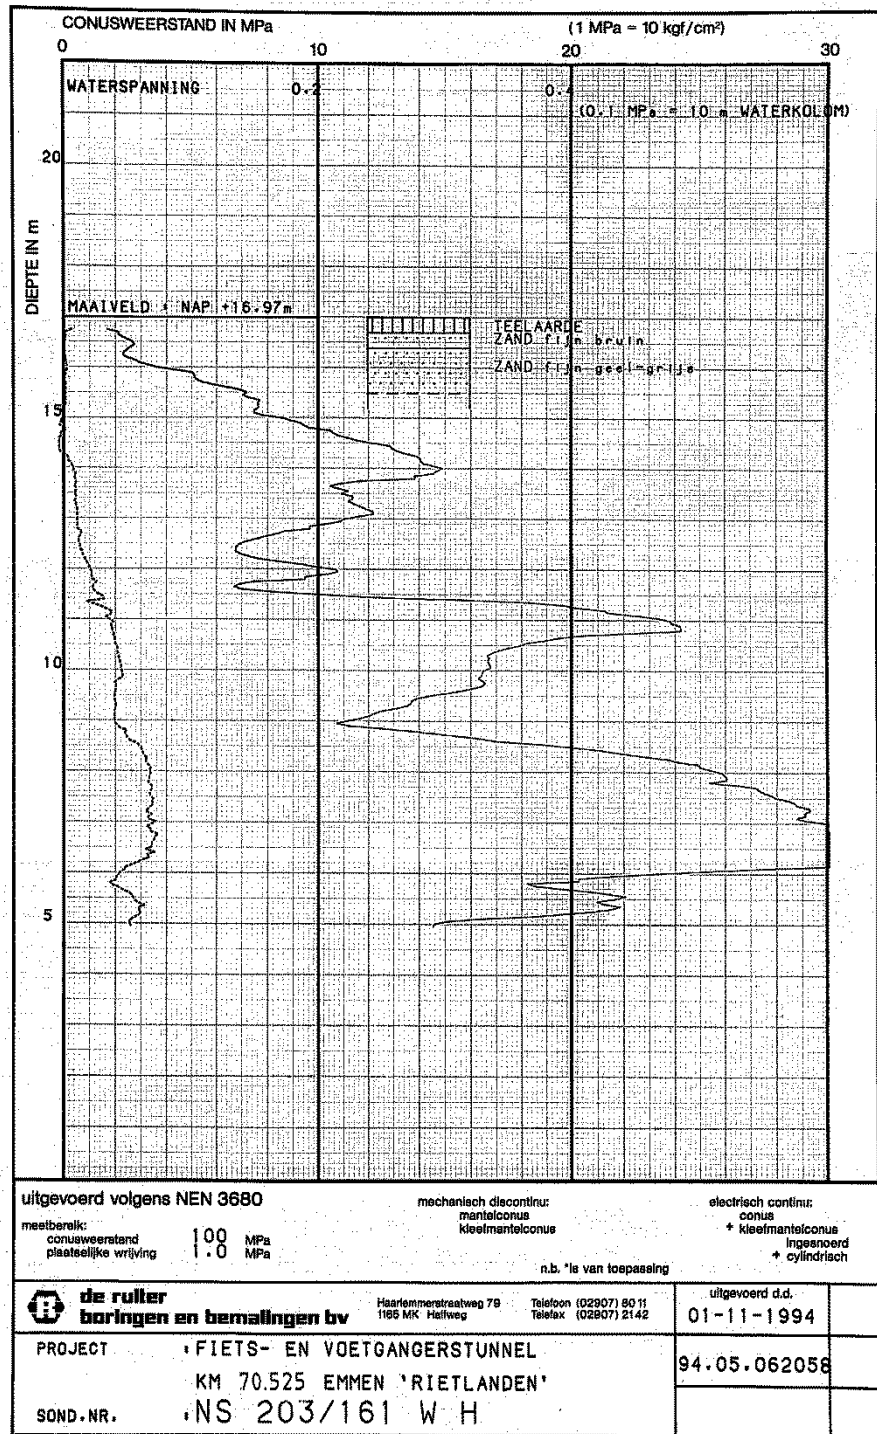 CONUSWEERSTAND IN MPa (1 MPa = 10 kgf/cm²)
0 10 20 30
WATERSPANNING 0.2 0.4
(0.1 MPa = 10 m WATERKOLOM)
20
DIEPTE IN m
MAAIVELD : NAP +16.97m
TEELAARDE
ZAND fijn bruin
ZAND fijn geel-grijs
15
10
5
uitgevoerd volgens NEN 3680
meetbereik:
conusweerstand 100 MPa
plaatselijke wrijving 1.0 MPa
mechanisch discontinu:
mantelconus
kleefmantelconus
electrisch continu:
conus
+ kleefmantelconus
ingesnoerd
+ cylindrisch
n.b. *is van toepassing
de ruiter
boringen en bemalingen bv
Haarlemmerstraatweg 79
1165 MK Halfweg
Telefoon (02907) 8011
Telefax (02907) 2142
uitgevoerd d.d.
01-11-1994
PROJECT : FIETS- EN VOETGANGERSTUNNEL
KM 70.525 EMMEN 'RIETLANDEN'
94.05.062058
SOND.NR. : NS 203/161 W H